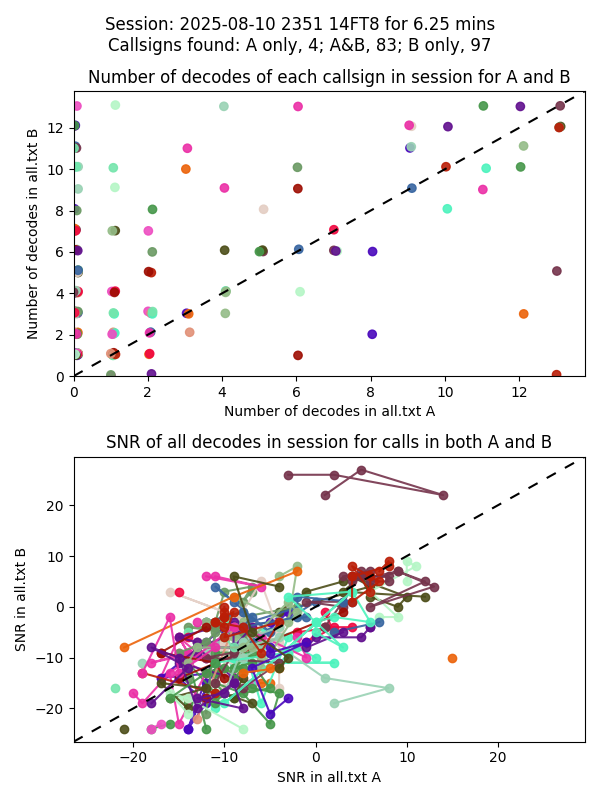 Session: 2025-08-10 2351 14FT8 for 6.25 mins
Callsigns found: A only, 4; A&B, 83; B only, 97
Number of decodes of each callsign in session for A and B
12
10
8
6
4
2
0
Number of decodes in all.txt B
0 2 4 6 8 10 12
Number of decodes in all.txt A
SNR of all decodes in session for calls in both A and B
20
10
0
−10
−20
SNR in all.txt B
−20 −10 0 10 20
SNR in all.txt A